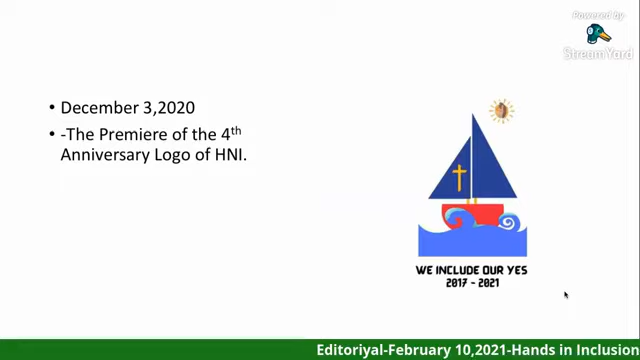 Powered by
StreamYard
• December 3,2020
• -The Premiere of the 4th
Anniversary Logo of HNI.
WE INCLUDE OUR YES
2017 - 2021
Editoriyal-February 10,2021-Hands in Inclusion